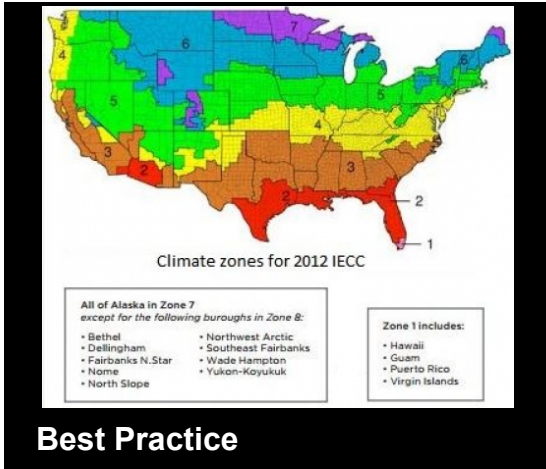 7
6
6
4
5
5
4
3
3
2
2
2
1
Climate zones for 2012 IECC
All of Alaska in Zone 7
except for the following buroughs in Zone 8:
• Bethel
• Dellingham
• Fairbanks N.Star
• Nome
• North Slope
• Northwest Arctic
• Southeast Fairbanks
• Wade Hampton
• Yukon-Koyukuk
Zone 1 includes:
• Hawaii
• Guam
• Puerto Rico
• Virgin Islands
Best Practice